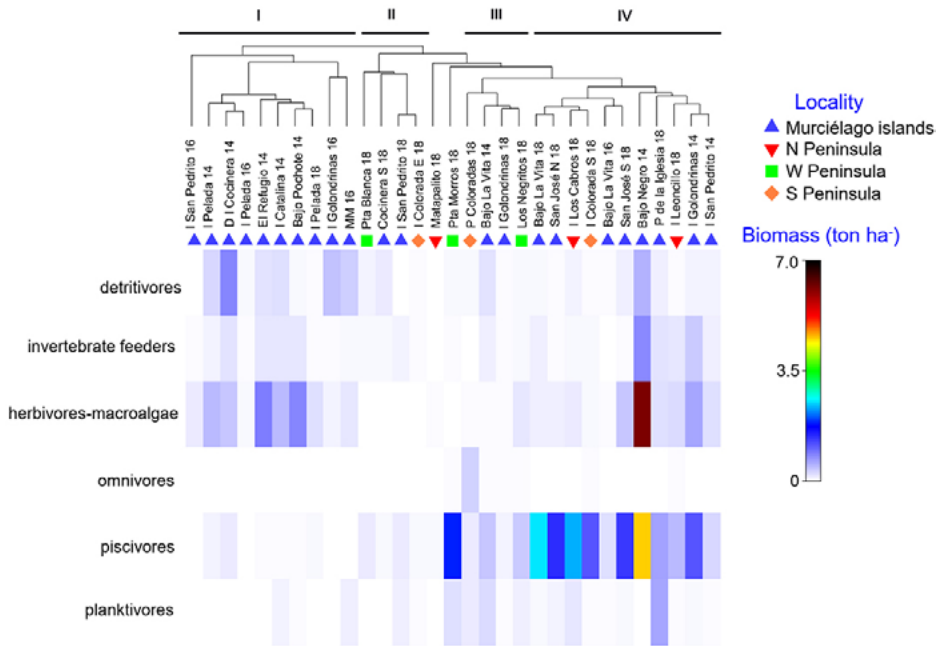 I
II
III
IV
I San Pedrito 16
I Pelada 14
D I Cocinera 14
I Pelada 16
El Refugio 14
I Catalina 14
Bajo Pochote 14
I Pelada 18
I Golondrinas 16
MM 16
Pta Blanca 18
Cocinera S 18
I San Pedrito 18
I Colorada E 18
Matapalito 18
Pta Morros 18
P Coloradas 18
Bajo La Vita 14
I Golondrinas 18
Los Negritos 18
Bajo La Vita 18
San José N 18
I Los Cabros 18
I Colorada S 18
Bajo La Vita 16
San José S 18
Bajo Negro 14
P de la Iglesia 18
I Leoncillo 18
I Golondrinas 14
I San Pedrito 14
Locality
Murciélago islands
N Peninsula
W Peninsula
S Peninsula
Biomass (ton ha⁻)
7.0
3.5
0
detritivores
invertebrate feeders
herbivores-macroalgae
omnivores
piscivores
planktivores